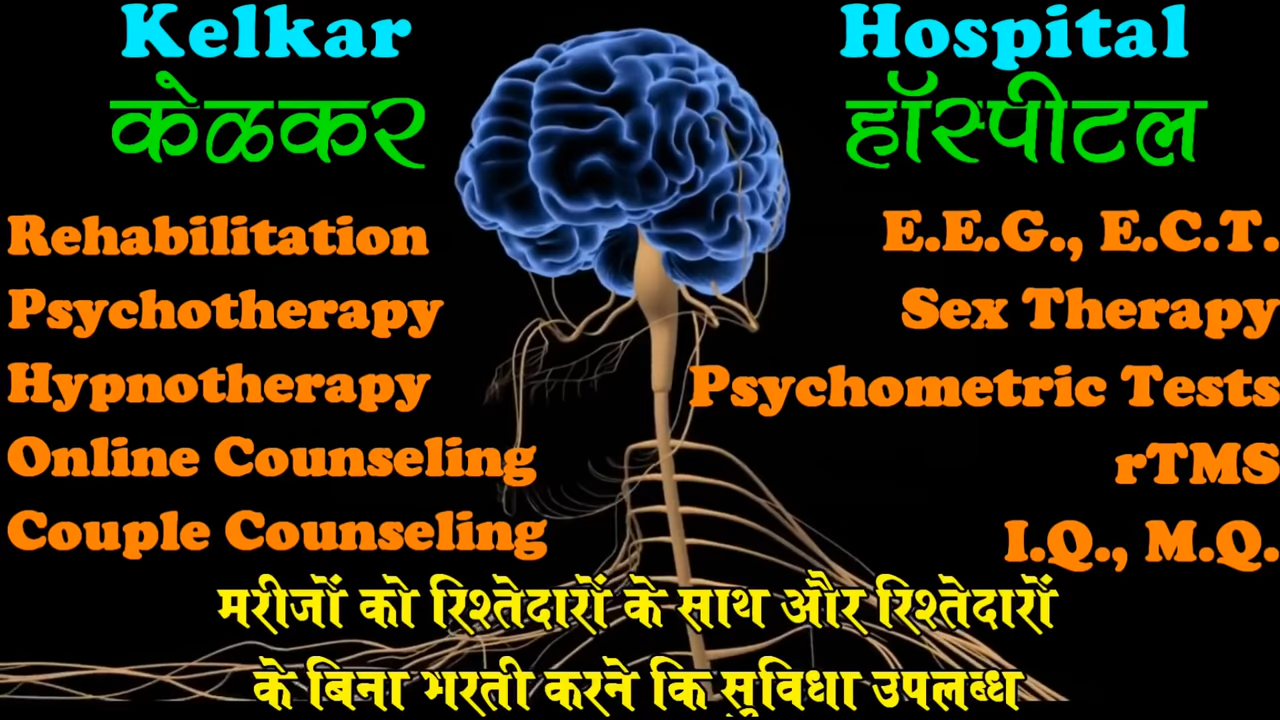 Kelkar Hospital
केळकर हॉस्पीटल
Rehabilitation
Psychotherapy
Hypnotherapy
Online Counseling
Couple Counseling
E.E.G., E.C.T.
Sex Therapy
Psychometric Tests
rTMS
I.Q., M.Q.
मरीजों को रिश्तेदारों के साथ और रिश्तेदारों
के बिना भरती करने कि सुविधा उपलब्ध